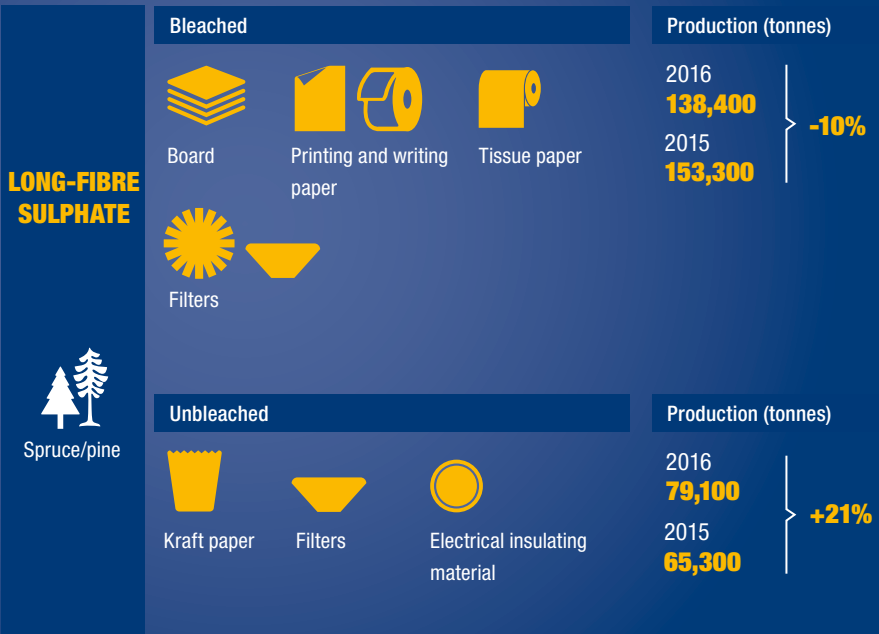 LONG-FIBRE
SULPHATE
Spruce/pine
Bleached
Board
Printing and writing
paper
Tissue paper
Filters
Production (tonnes)
2016
138,400
2015
153,300
-10%
Unbleached
Kraft paper
Filters
Electrical insulating
material
Production (tonnes)
2016
79,100
2015
65,300
+21%